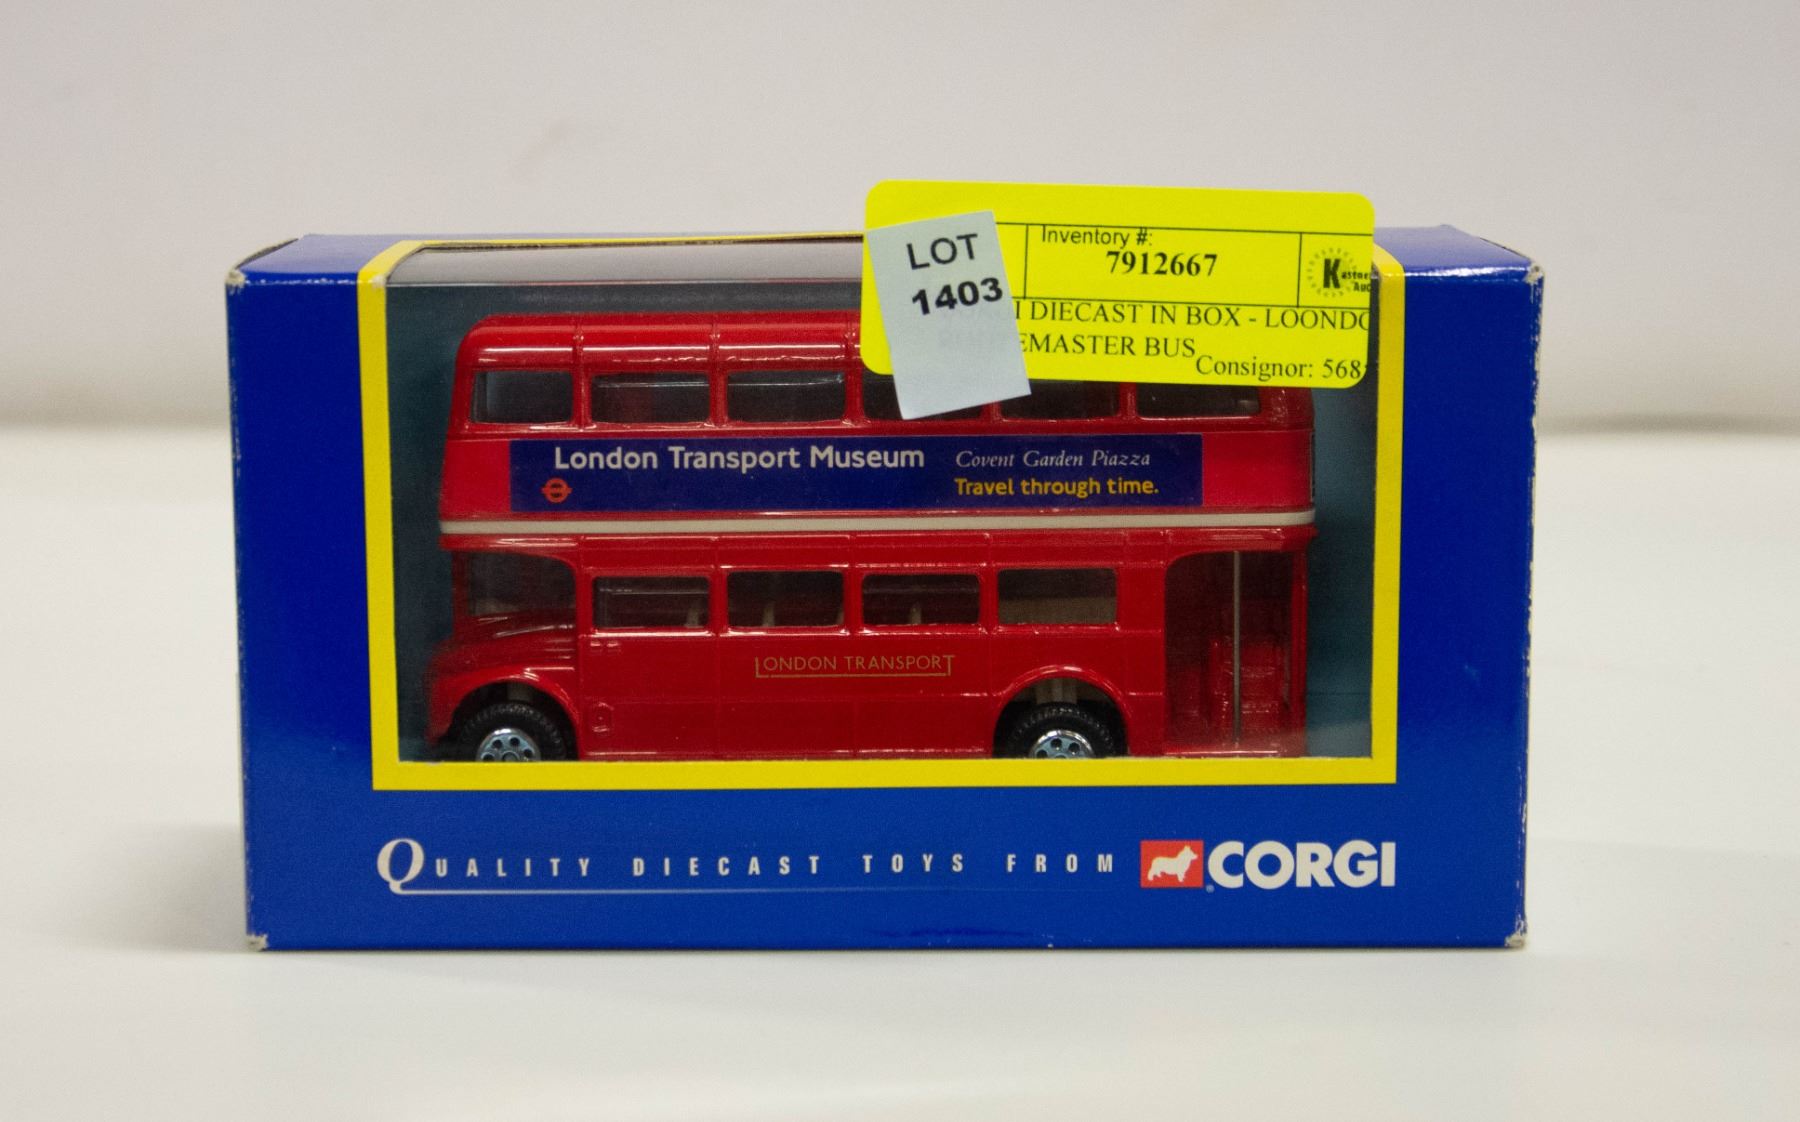 LOT
1403
Inventory #:
7912667
DIECAST IN BOX - LOONDO
EMASTER BUS
Consignor: 568
London Transport Museum
Covent Garden Piazza
Travel through time.
LONDON TRANSPORT
QUALITY DIECAST TOYS FROM CORGI